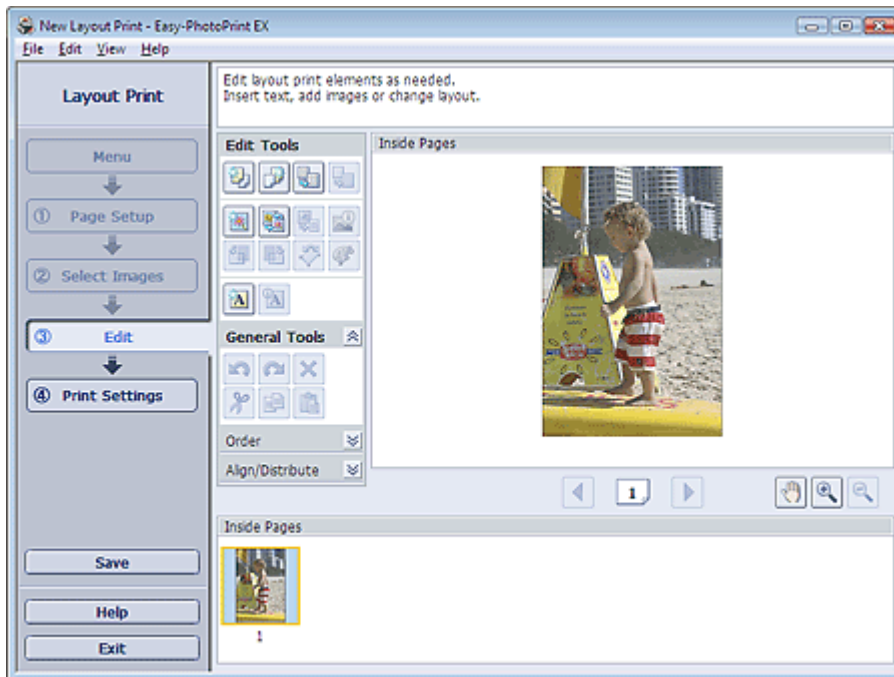 New Layout Print - Easy-PhotoPrint EX
File Edit View Help
Layout Print
Edit layout print elements as needed.
Insert text, add images or change layout.
Menu
① Page Setup
② Select Images
③ Edit
④ Print Settings
Edit Tools
General Tools
Order
Align/Distribute
Inside Pages
1
Inside Pages
1
Save
Help
Exit